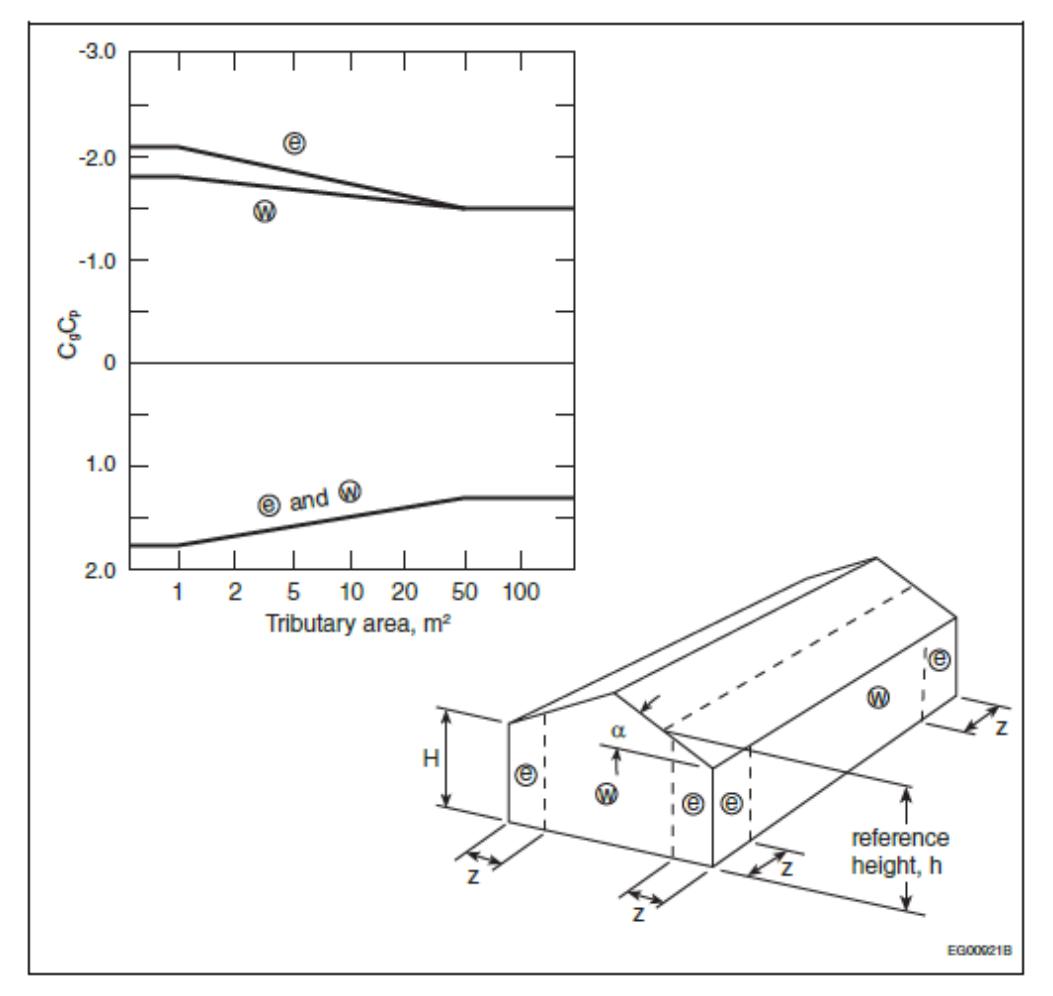 -3.0
-2.0
-1.0
0
1.0
2.0
CgCp
ⓔ
ⓦ
ⓔ and ⓦ
1 2 5 10 20 50 100
Tributary area, m²
ⓔ
ⓦ
z
α
H
ⓔ
ⓦ
ⓔ
ⓔ
reference
height, h
z
z
z
EG00921B